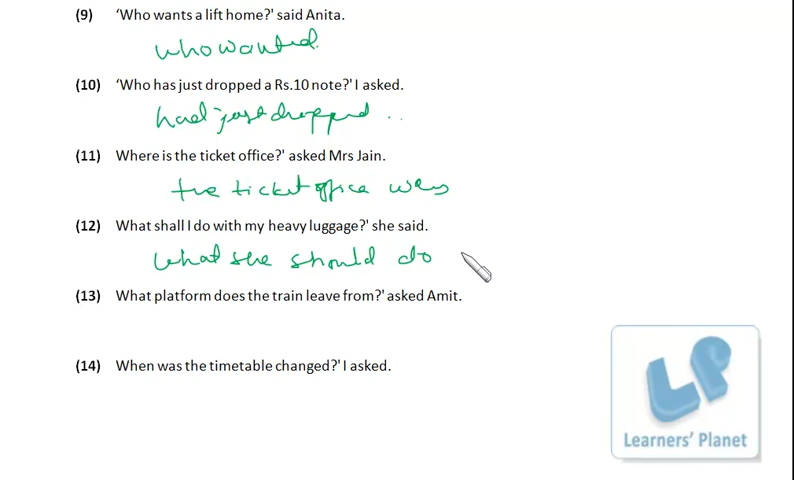 (9) ‘Who wants a lift home?' said Anita.
who wanted.
(10) ‘Who has just dropped a Rs.10 note?' I asked.
had just dropped ..
(11) Where is the ticket office?' asked Mrs Jain.
the ticket office was
(12) What shall I do with my heavy luggage?' she said.
what she should do
(13) What platform does the train leave from?' asked Amit.
(14) When was the timetable changed?' I asked.
LP
Learners' Planet